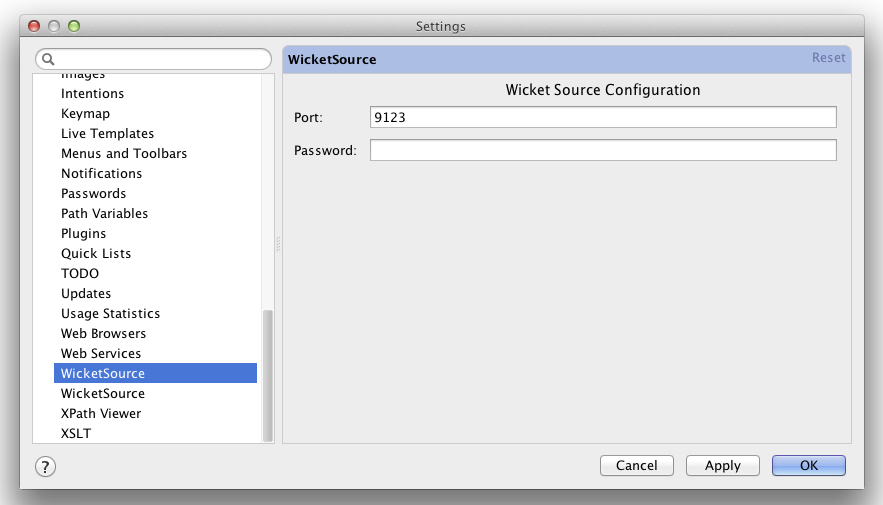 Settings
Images
Intentions
Keymap
Live Templates
Menus and Toolbars
Notifications
Passwords
Path Variables
Plugins
Quick Lists
TODO
Updates
Usage Statistics
Web Browsers
Web Services
WicketSource
WicketSource
XPath Viewer
XSLT
WicketSource
Reset
Wicket Source Configuration
Port: 9123
Password:
?
Cancel
Apply
OK